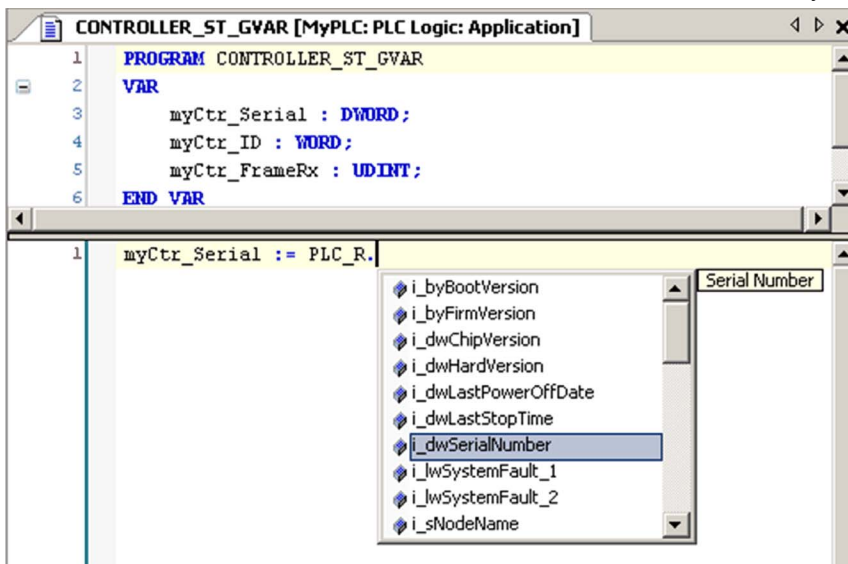 CONTROLLER_ST_GVAR [MyPLC: PLC Logic: Application]
1 PROGRAM CONTROLLER_ST_GVAR
2 VAR
3 myCtr_Serial : DWORD;
4 myCtr_ID : WORD;
5 myCtr_FrameRx : UDINT;
6 END_VAR
1 myCtr_Serial := PLC_R.
i_byBootVersion
Serial Number
i_byFirmVersion
i_dwChipVersion
i_dwHardVersion
i_dwLastPowerOffDate
i_dwLastStopTime
i_dwSerialNumber
i_lwSystemFault_1
i_lwSystemFault_2
i_sNodeName